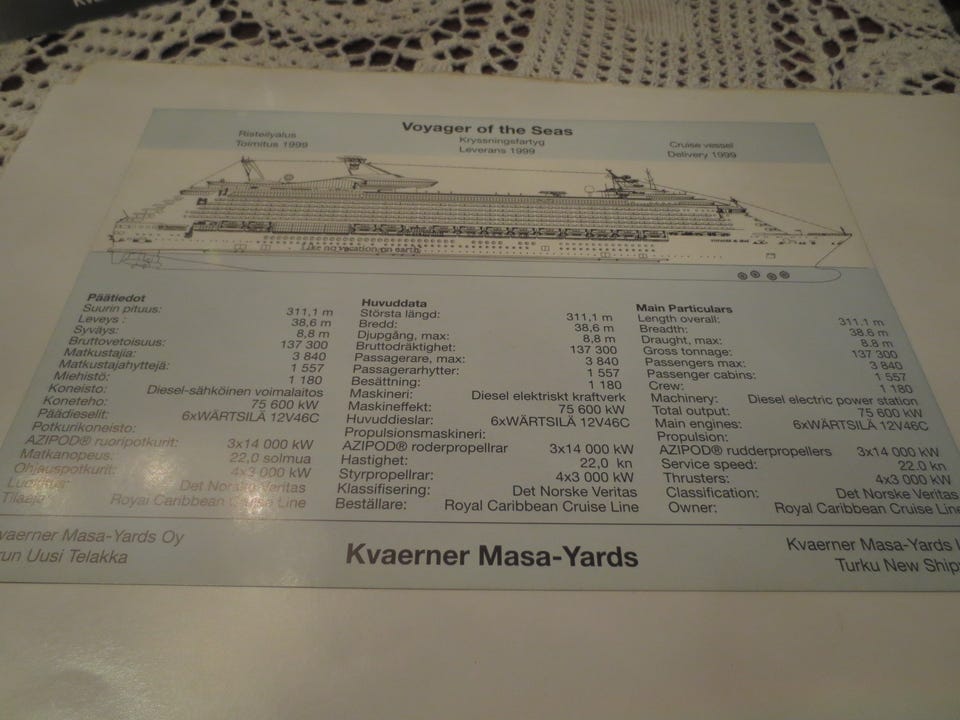 Voyager of the Seas
Risteilyalus
Toimitus 1999
Kryssningsfartyg
Leverans 1999
Cruise vessel
Delivery 1999
Like no vacation on earth
Päätiedot
Suurin pituus: 311,1 m
Leveys : 38,6 m
Syväys: 8,8 m
Bruttovetoisuus: 137 300
Matkustajia: 3 840
Matkustajahyttejä: 1 557
Miehistö: 1 180
Koneisto: Diesel-sähköinen voimalaitos
Koneteho: 75 600 kW
Päädieselit: 6xWÄRTSILÄ 12V46C
Potkurikoneisto:
AZIPOD® ruoripotkurit: 3x14 000 kW
Matkanopeus: 22,0 solmua
Ohjauspotkurit: 4x3 000 kW
Luokitus: Det Norske Veritas
Tilaaja: Royal Caribbean Cruise Line
Huvuddata
Största längd: 311,1 m
Bredd: 38,6 m
Djupgång, max: 8,8 m
Bruttodräktighet: 137 300
Passagerare, max: 3 840
Passagerarhytter: 1 557
Besättning: 1 180
Maskineri: Diesel elektriskt kraftverk
Maskineffekt: 75 600 kW
Huvuddieslar: 6xWÄRTSILÄ 12V46C
Propulsionsmaskineri:
AZIPOD® roderpropellrar 3x14 000 kW
Hastighet: 22,0 kn
Styrpropellrar: 4x3 000 kW
Klassifisering: Det Norske Veritas
Beställare: Royal Caribbean Cruise Line
Main Particulars
Length overall: 311.1 m
Breadth: 38.6 m
Draught, max: 8.8 m
Gross tonnage: 137 300
Passengers max: 3 840
Passenger cabins: 1 557
Crew: 1 180
Machinery: Diesel electric power station
Total output: 75 600 kW
Main engines: 6xWÄRTSILÄ 12V46C
Propulsion:
AZIPOD® rudderpropellers 3x14 000 kW
Service speed: 22.0 kn
Thrusters: 4x3 000 kW
Classification: Det Norske Veritas
Owner: Royal Caribbean Cruise Line
vaerner Masa-Yards Oy
run Uusi Telakka
Kvaerner Masa-Yards
Kvaerner Masa-Yards I
Turku New Ship